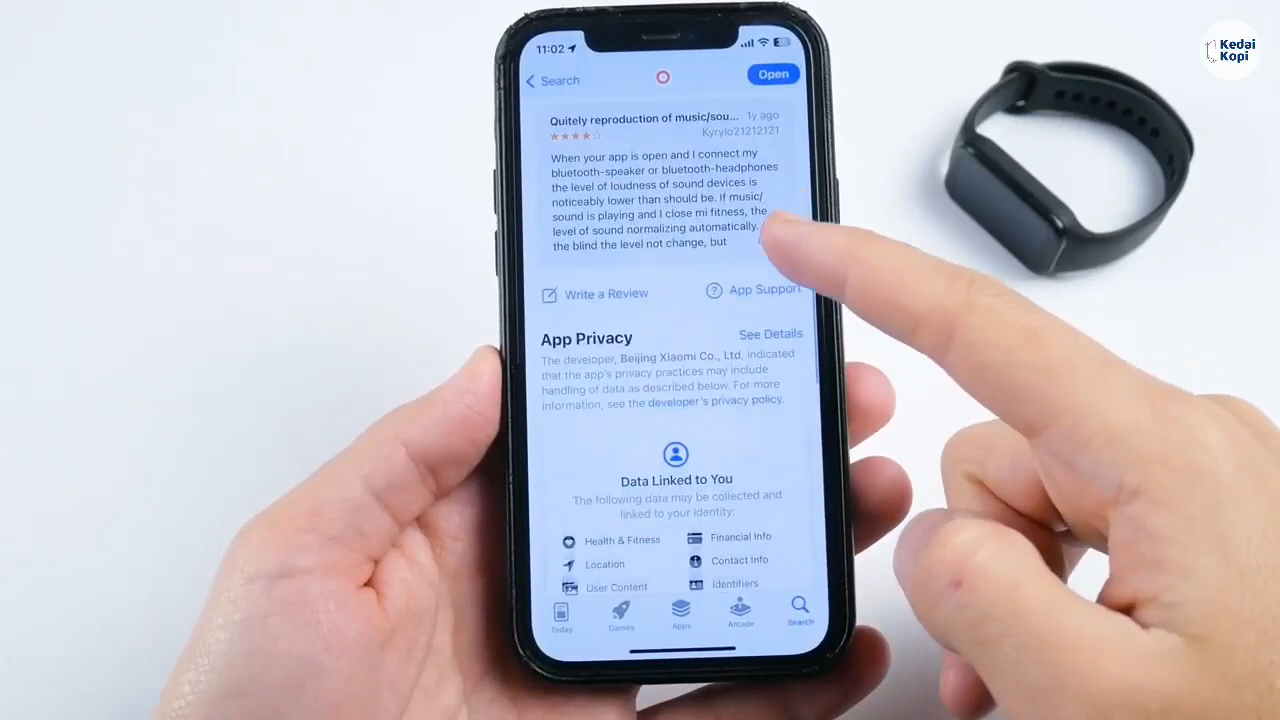 Kedai
Kopi
11:02
Search
Open
Quitely reproduction of music/sou... 1y ago
Kyrylo21212121
When your app is open and I connect my
bluetooth-speaker or bluetooth-headphones
the level of loudness of sound devices is
noticeably lower than should be. If music/
sound is playing and I close mi fitness, the
level of sound normalizing automatically.
the blind the level not change, but
Write a Review
App Support
App Privacy
See Details
The developer, Beijing Xiaomi Co., Ltd, indicated
that the app's privacy practices may include
handling of data as described below. For more
information, see the developer's privacy policy.
Data Linked to You
The following data may be collected and
linked to your identity:
Health & Fitness
Financial Info
Location
Contact Info
User Content
Identifiers
Today
Games
Apps
Arcade
Search